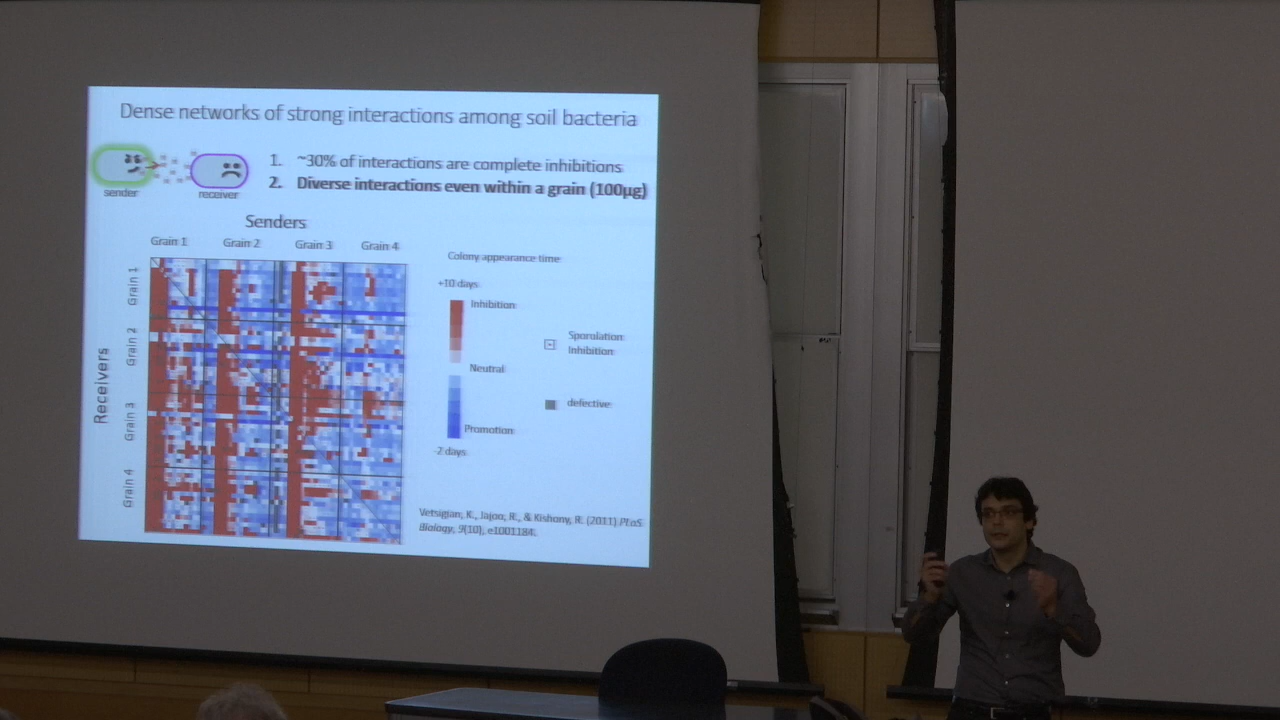 Dense networks of strong interactions among soil bacteria
1. ~30% of interactions are complete inhibitions
2. Diverse interactions even within a grain (100µg)
sender
receiver
Senders
Grain 1 Grain 2 Grain 3 Grain 4
Receivers
Grain 1
Grain 2
Grain 3
Grain 4
Colony appearance time
+10 days
Inhibition
Neutral
Promotion
-2 days
Sporulation
Inhibition
defective
Vetsigian, K., Jajoo, R., & Kishony, R. (2011) PLoS
Biology, 9(10), e1001184.